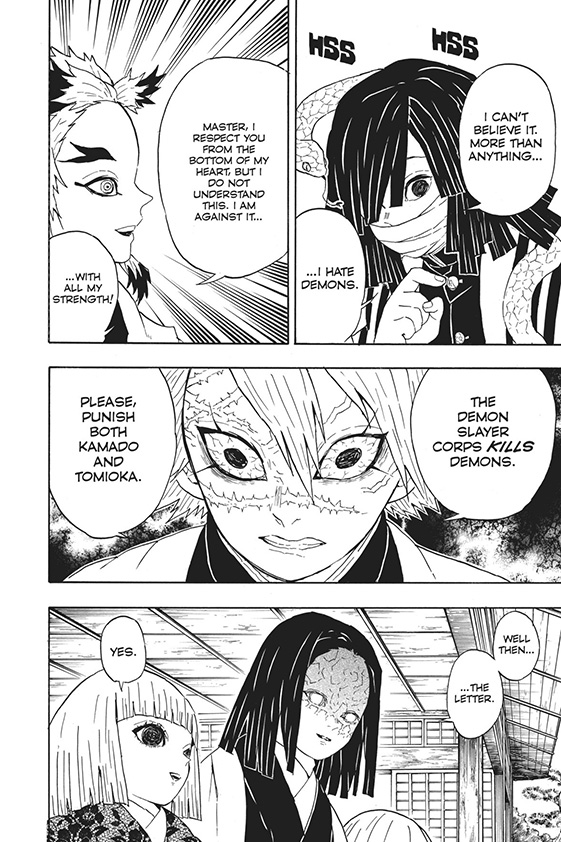 HSS
HSS
I CAN'T
BELIEVE IT.
MORE THAN
ANYTHING...
...I HATE
DEMONS.
MASTER, I
RESPECT YOU
FROM THE
BOTTOM OF MY
HEART, BUT I
DO NOT
UNDERSTAND
THIS. I AM
AGAINST IT...
...WITH
ALL MY
STRENGTH!
THE
DEMON
SLAYER
CORPS KILLS
DEMONS.
PLEASE,
PUNISH
BOTH
KAMADO
AND
TOMIOKA.
WELL
THEN...
...THE
LETTER.
YES.